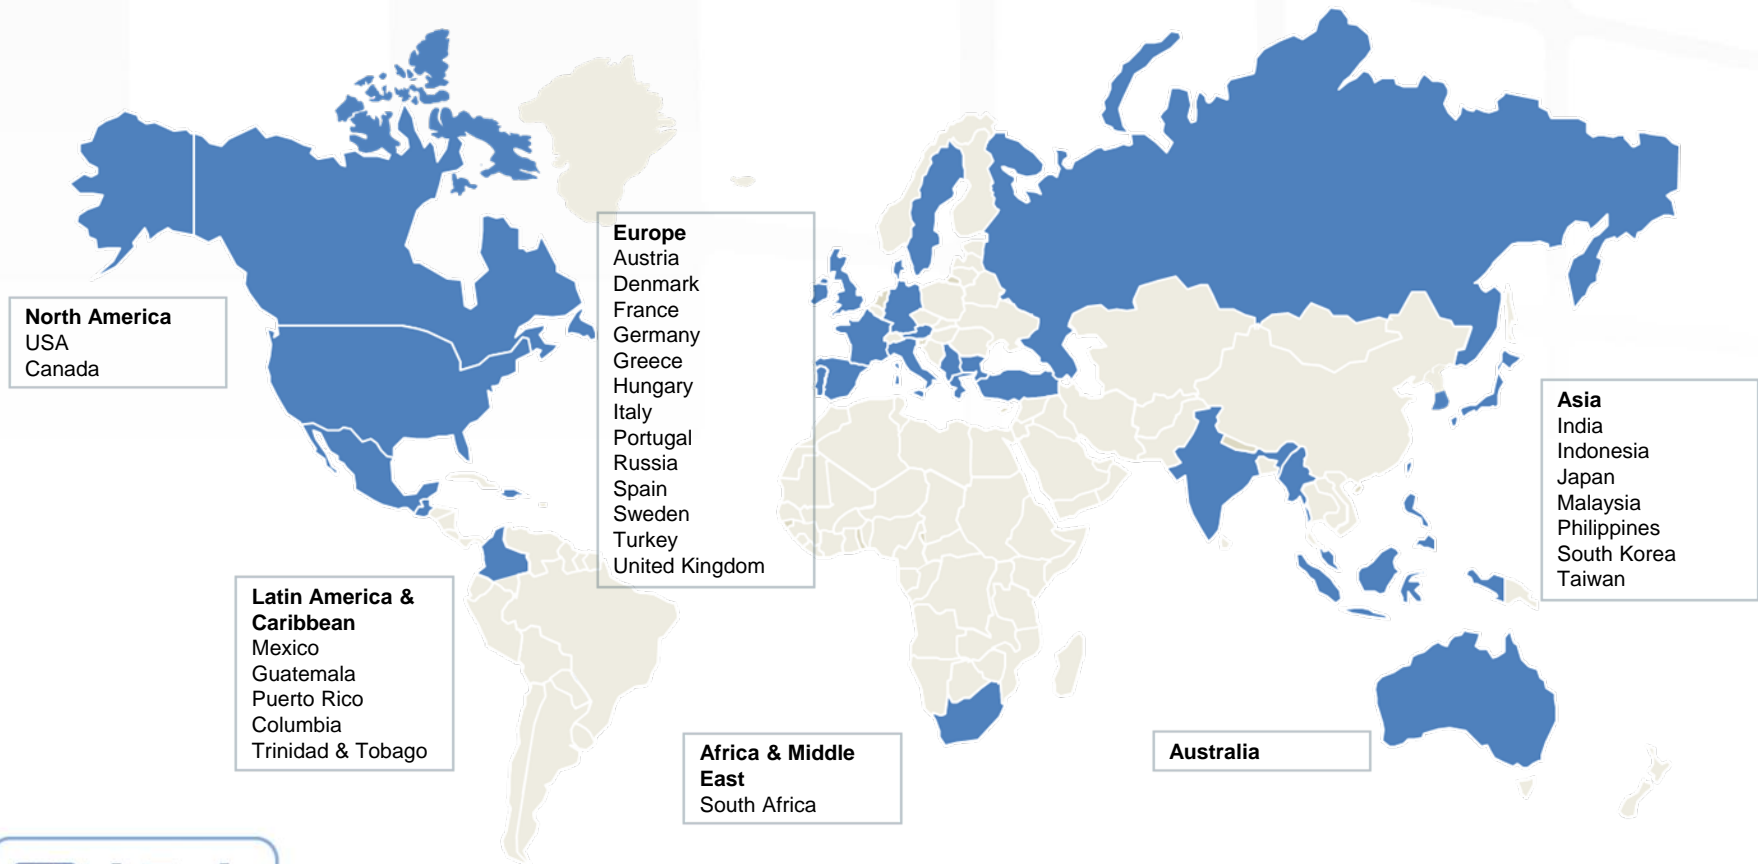 North America
USA
Canada
Europe
Austria
Denmark
France
Germany
Greece
Hungary
Italy
Portugal
Russia
Spain
Sweden
Turkey
United Kingdom
Asia
India
Indonesia
Japan
Malaysia
Philippines
South Korea
Taiwan
Latin America &
Caribbean
Mexico
Guatemala
Puerto Rico
Columbia
Trinidad & Tobago
Africa & Middle
East
South Africa
Australia